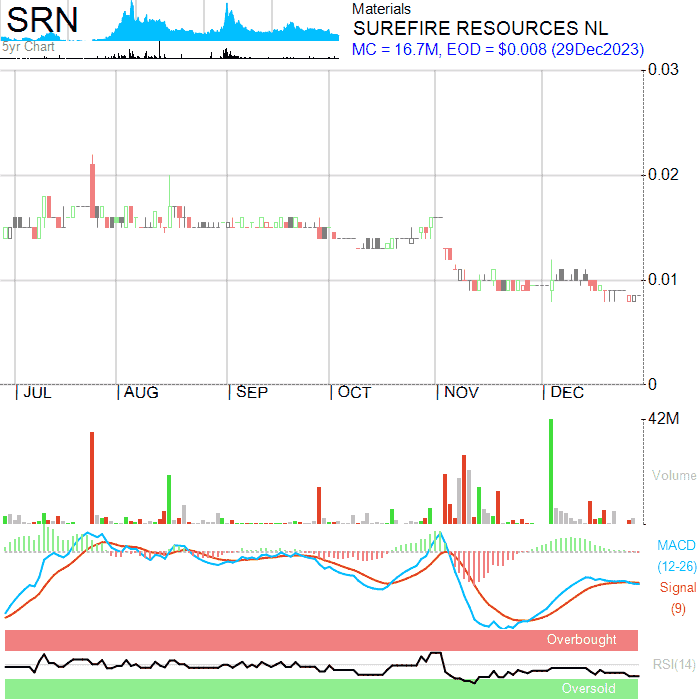 SRN
5yr Chart
Materials
SUREFIRE RESOURCES NL
MC = 16.7M, EOD = $0.008 (29Dec2023)
0.03
0.02
0.01
0
JUL AUG SEP OCT NOV DEC
42M
Volume
MACD
(12-26)
Signal
(9)
Overbought
RSI(14)
Oversold